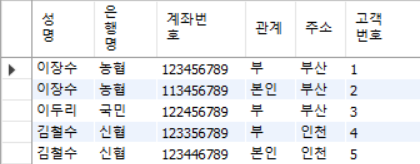 성명 은행명 계좌번호 관계 주소 고객번호
이장수 농협 123456789 부 부산 1
이장수 농협 113456789 본인 부산 2
이두리 국민 122456789 부 부산 3
김철수 신협 123356789 부 인천 4
김철수 신협 123446789 본인 인천 5